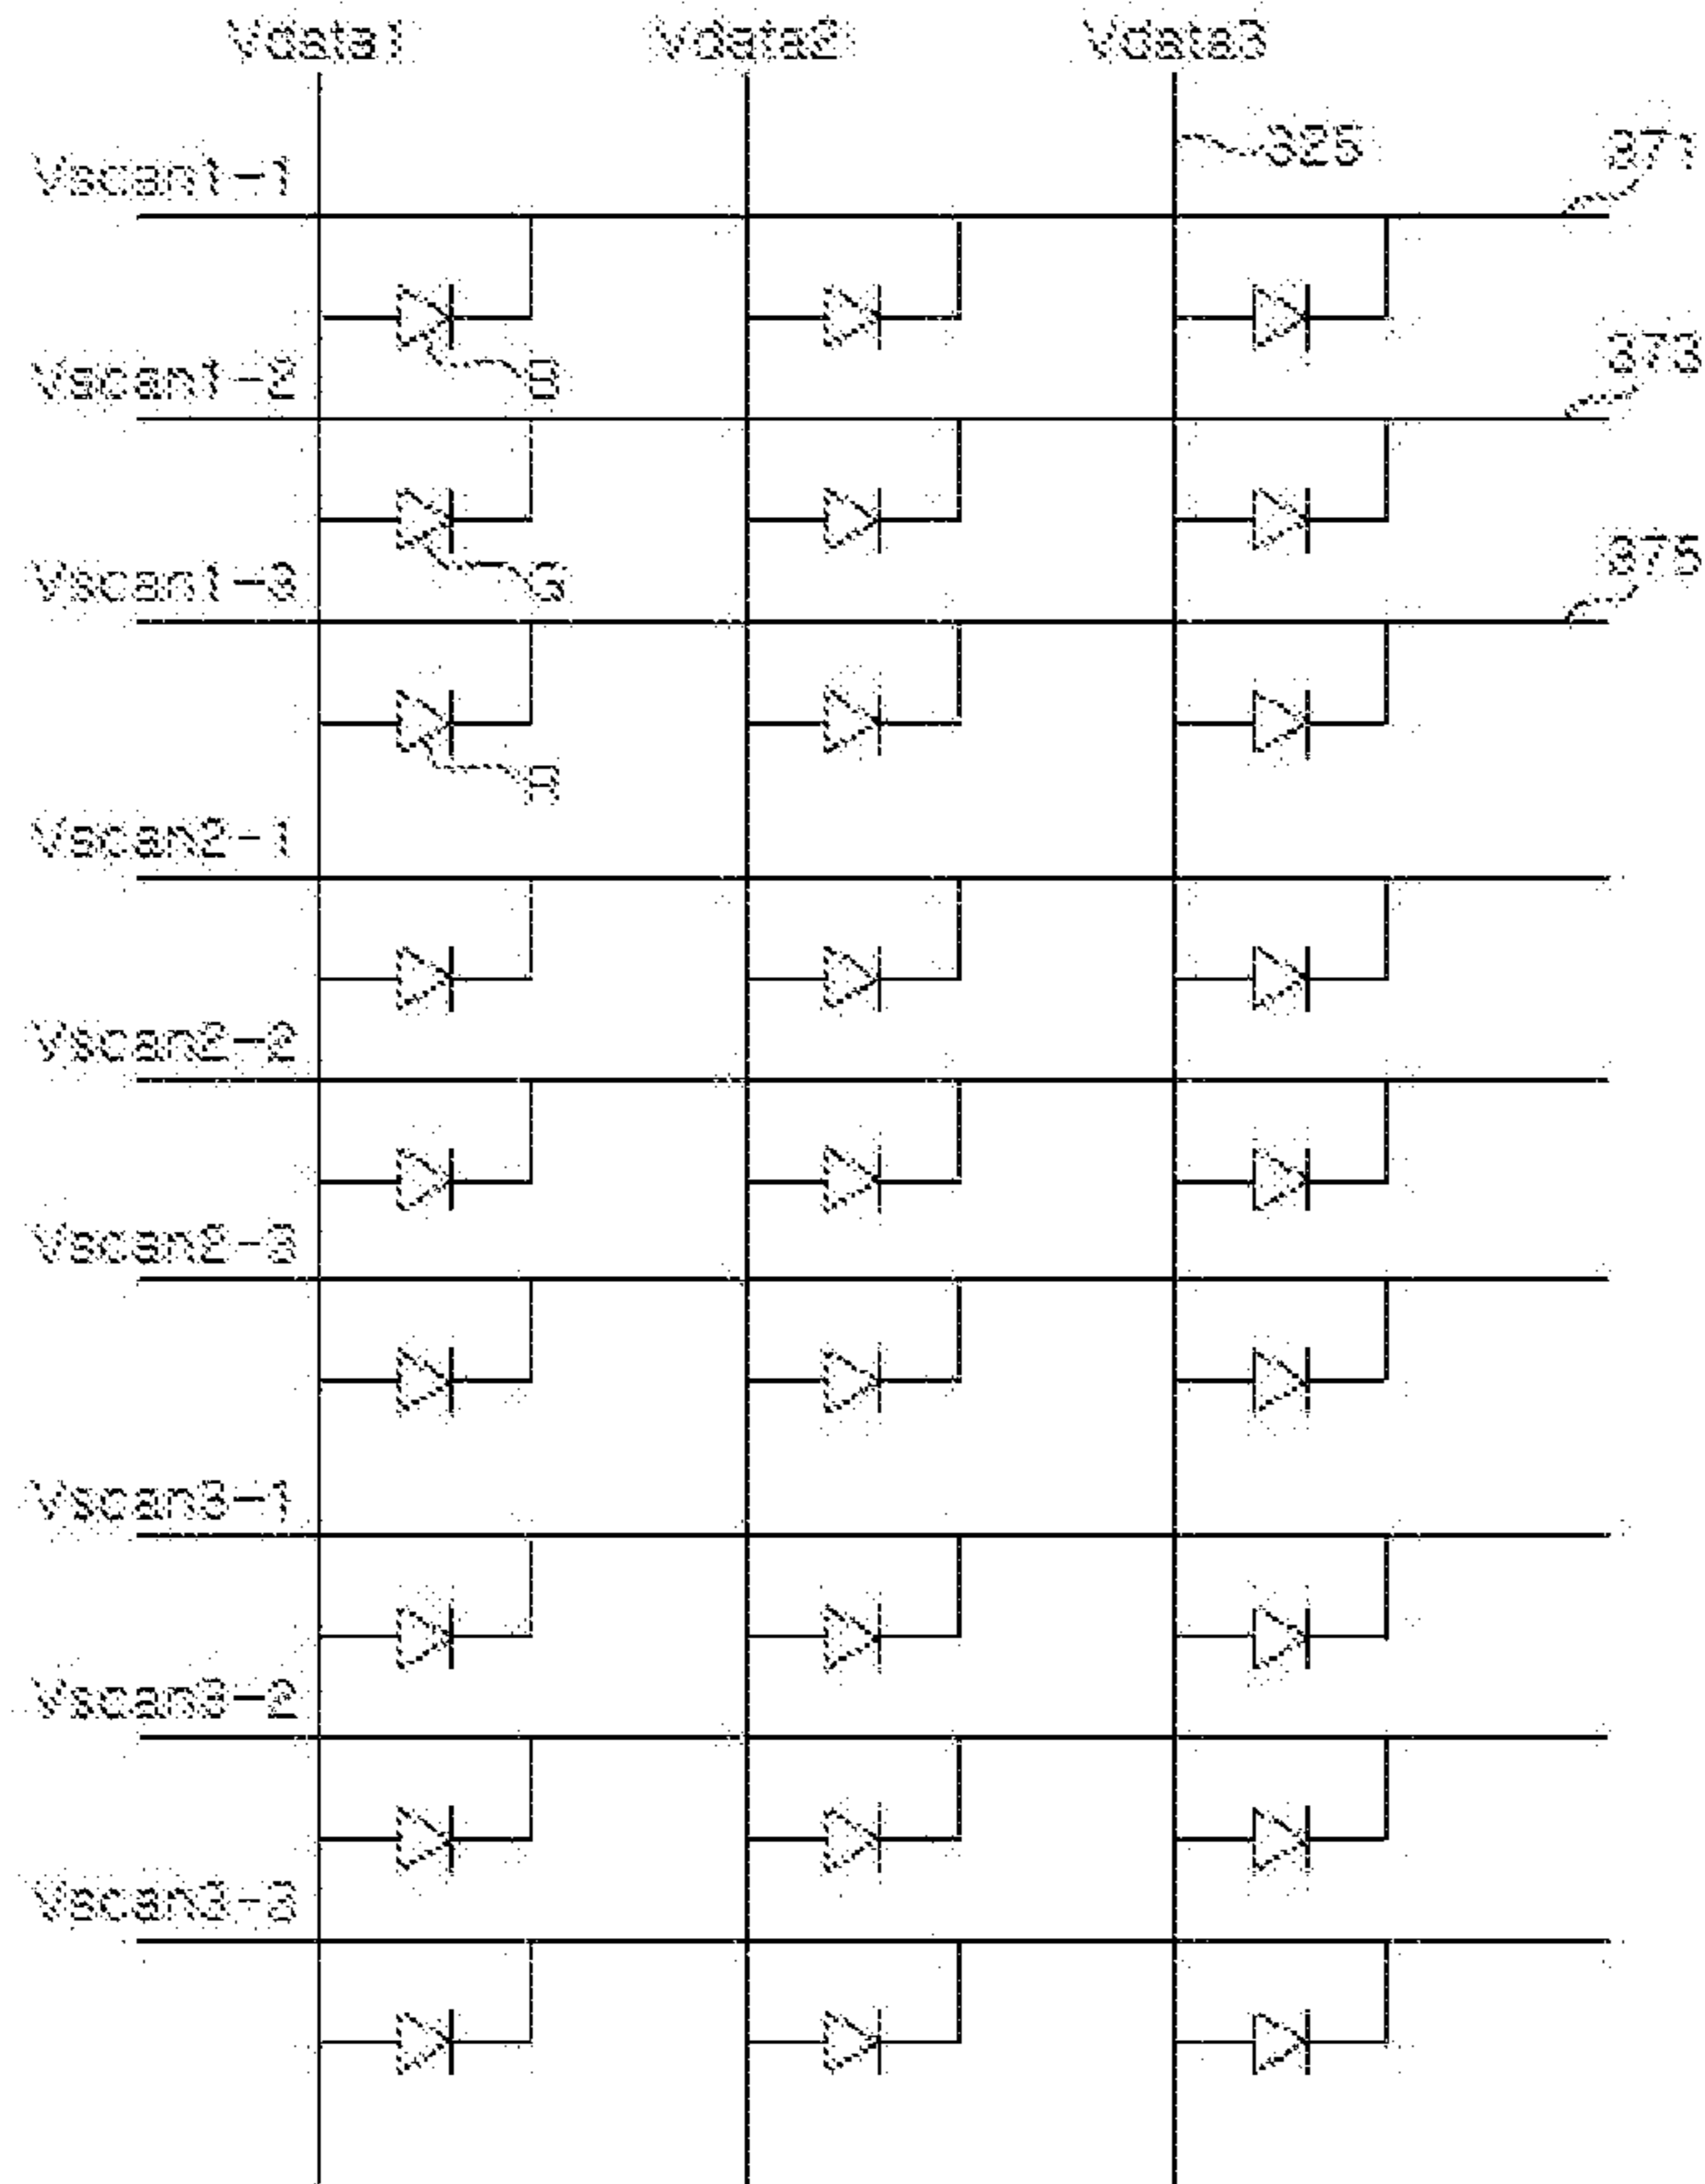 Vdata1 Vdata2 Vdata3
325
Vscan1-1 371
B
Vscan1-2 373
G
Vscan1-3 375
R
Vscan2-1
Vscan2-2
Vscan2-3
Vscan3-1
Vscan3-2
Vscan3-3